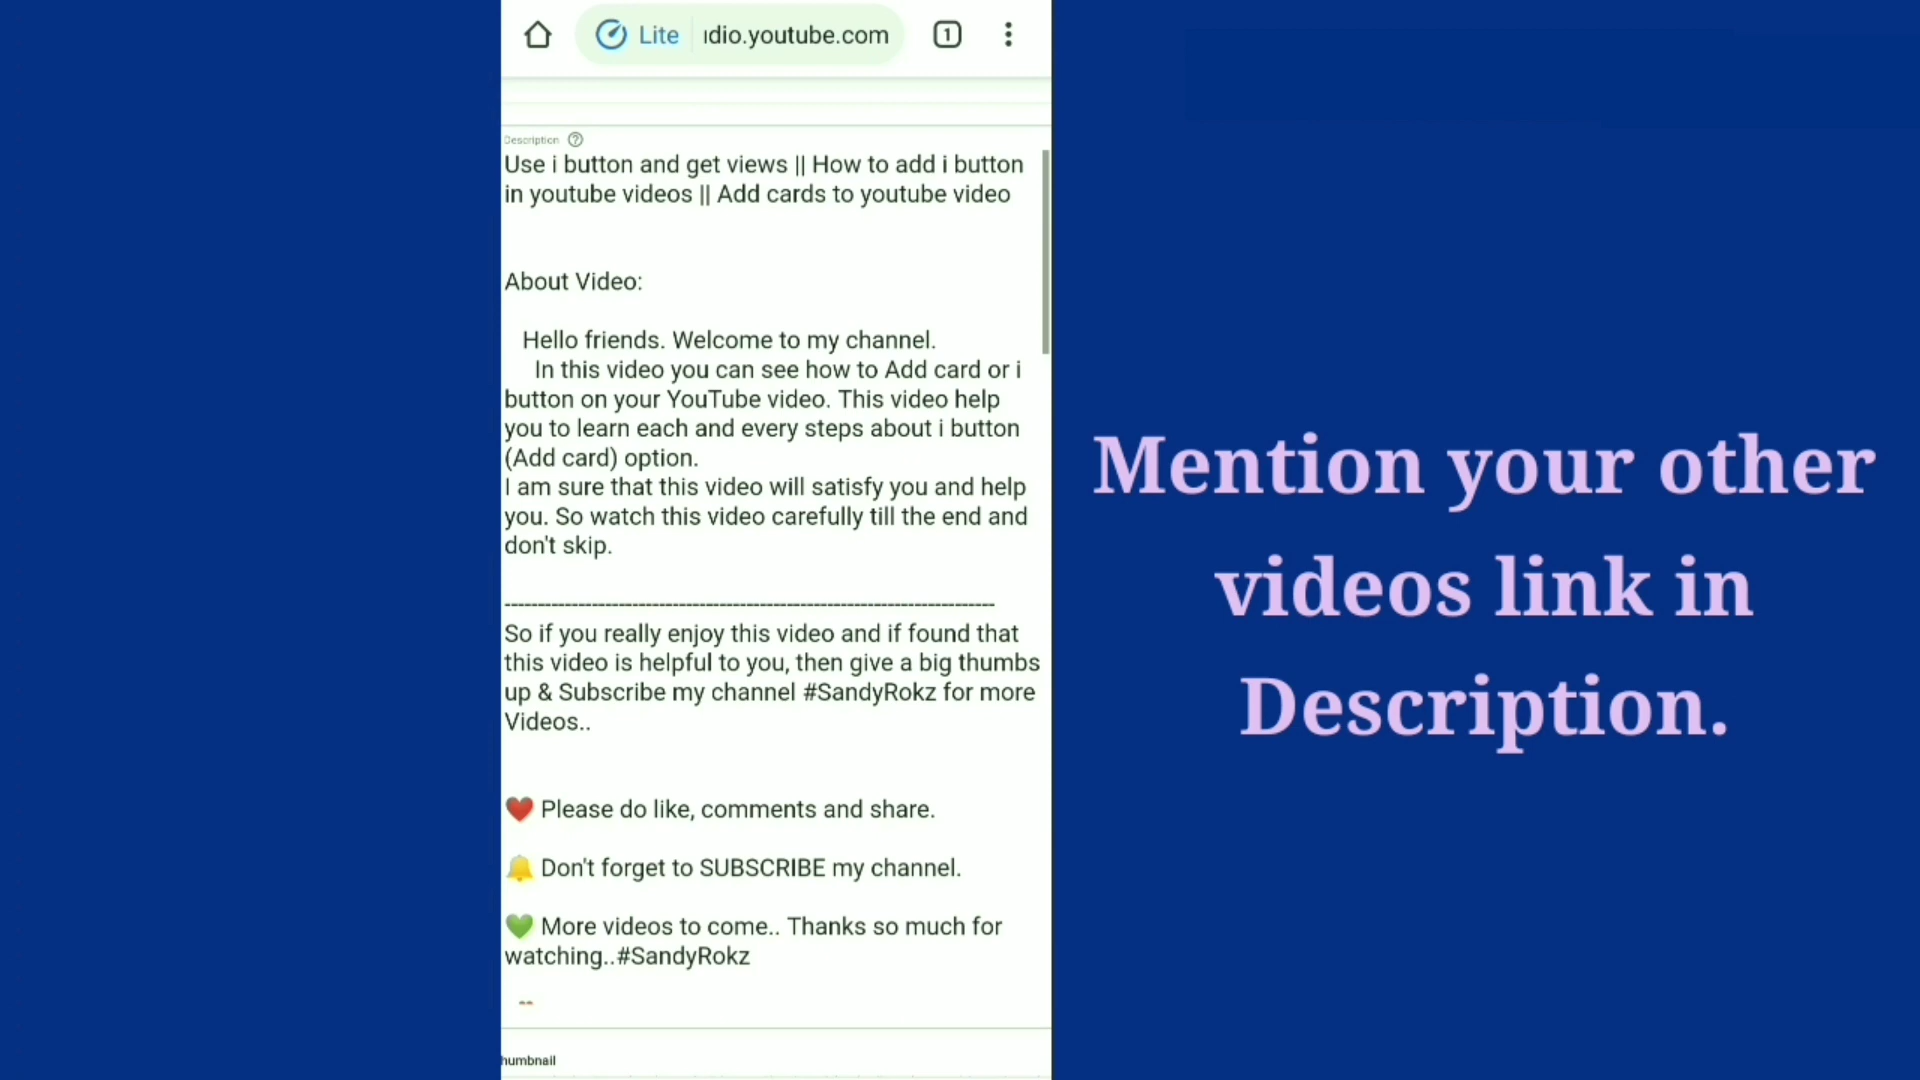 Lite ıdio.youtube.com 1
Description ?
Use i button and get views || How to add i button
in youtube videos || Add cards to youtube video
About Video:
Hello friends. Welcome to my channel.
In this video you can see how to Add card or i
button on your YouTube video. This video help
you to learn each and every steps about i button
(Add card) option.
I am sure that this video will satisfy you and help
you. So watch this video carefully till the end and
don't skip.
--------------------------------------------------------------------------
So if you really enjoy this video and if found that
this video is helpful to you, then give a big thumbs
up & Subscribe my channel #SandyRokz for more
Videos..
❤️ Please do like, comments and share.
🔔 Don't forget to SUBSCRIBE my channel.
💚 More videos to come.. Thanks so much for
watching..#SandyRokz
humbnail
Mention your other
videos link in
Description.